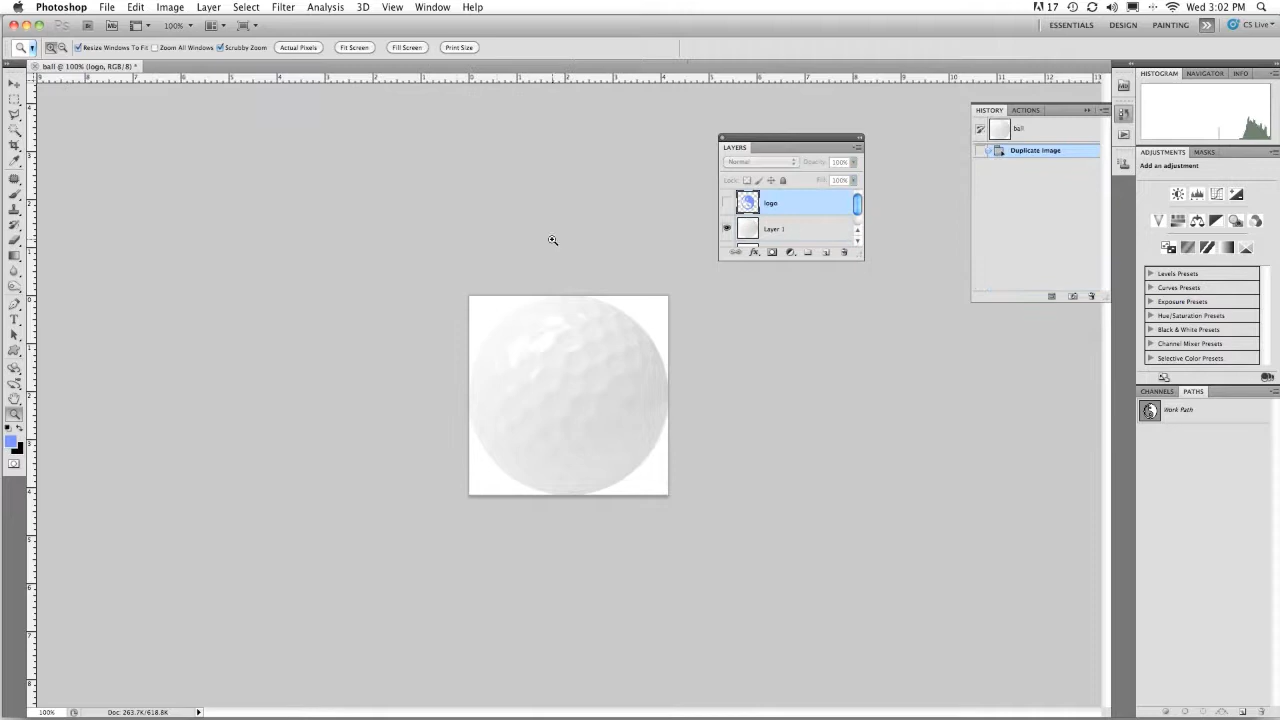 Photoshop File Edit Image Layer Select Filter Analysis 3D View Window Help 17 Wed 3:02 PM
Ps Br Mb 100% ESSENTIALS DESIGN PAINTING CS Live
Resize Windows To Fit Zoom All Windows Scrubby Zoom Actual Pixels Fit Screen Fill Screen Print Size
ball @ 100% (logo, RGB/8) *
HISTOGRAM NAVIGATOR INFO
HISTORY ACTIONS
ball
Duplicate Image
LAYERS
Normal Opacity: 100%
Lock: Fill: 100%
logo
Layer 1
ADJUSTMENTS MASKS
Add an adjustment
Levels Presets
Curves Presets
Exposure Presets
Hue/Saturation Presets
Black & White Presets
Channel Mixer Presets
Selective Color Presets
CHANNELS PATHS
Work Path
100% Doc: 263.7K/618.8K